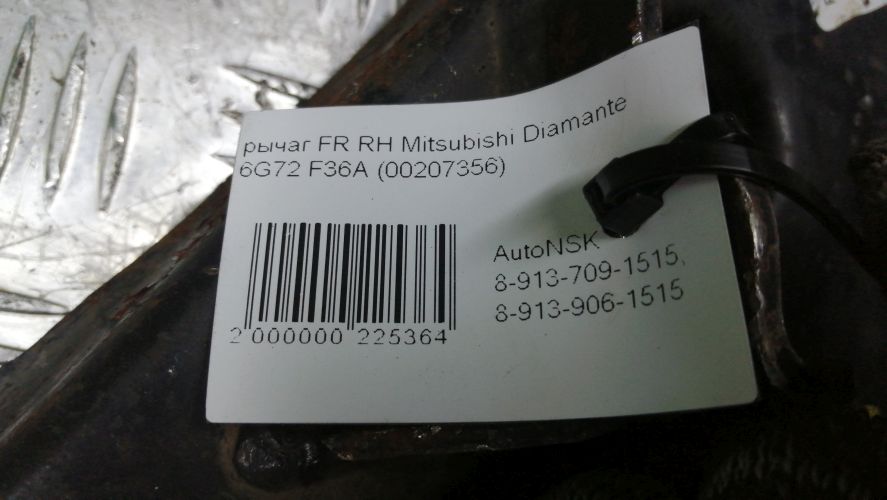 рычаг FR RH Mitsubishi Diamante
6G72 F36A (00207356)
AutoNSK
8-913-709-1515,
8-913-906-1515
2 000000 225364